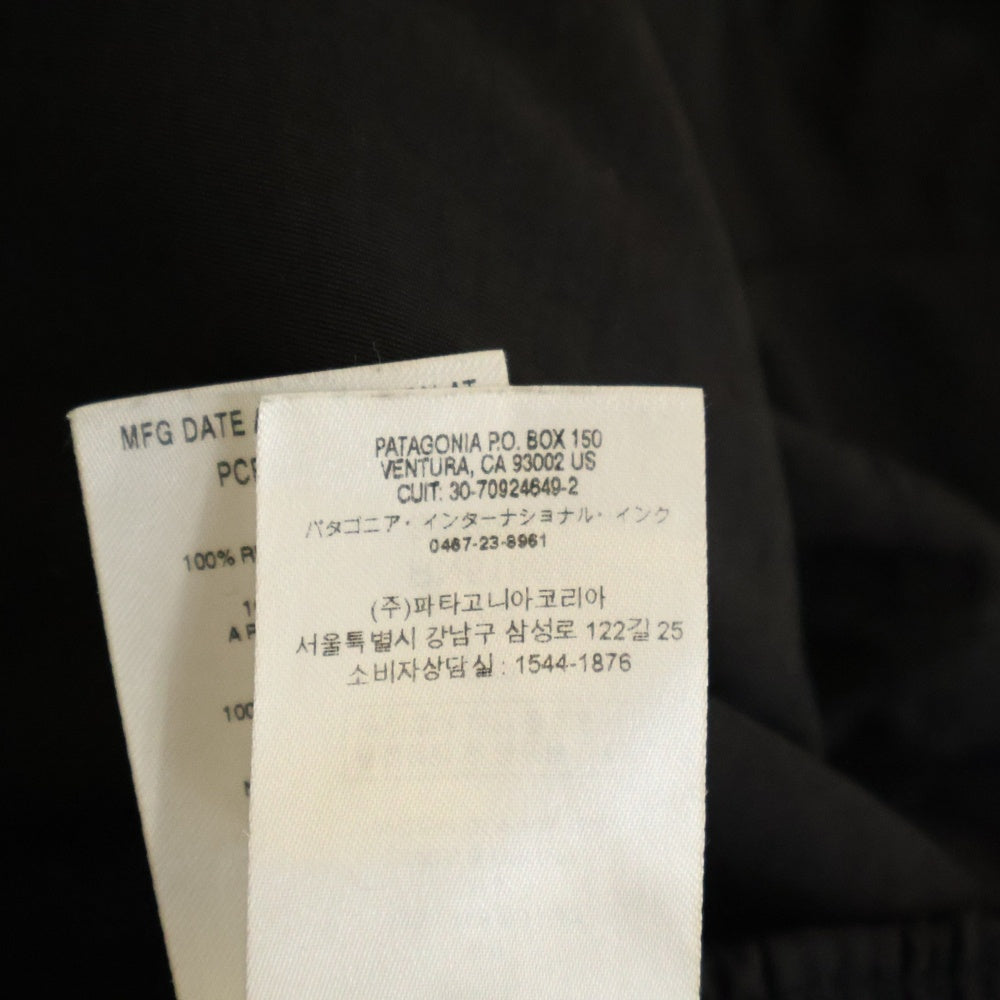 MFG DATE
100%
100
PATAGONIA P.O. BOX 150
VENTURA, CA 93002 US
CUIT: 30-70924649-2
パタゴニア・インターナショナル・インク
0467-23-8961
(주)파타고니아코리아
서울특별시 강남구 삼성로 122길 25
소비자상담실 : 1544-1876